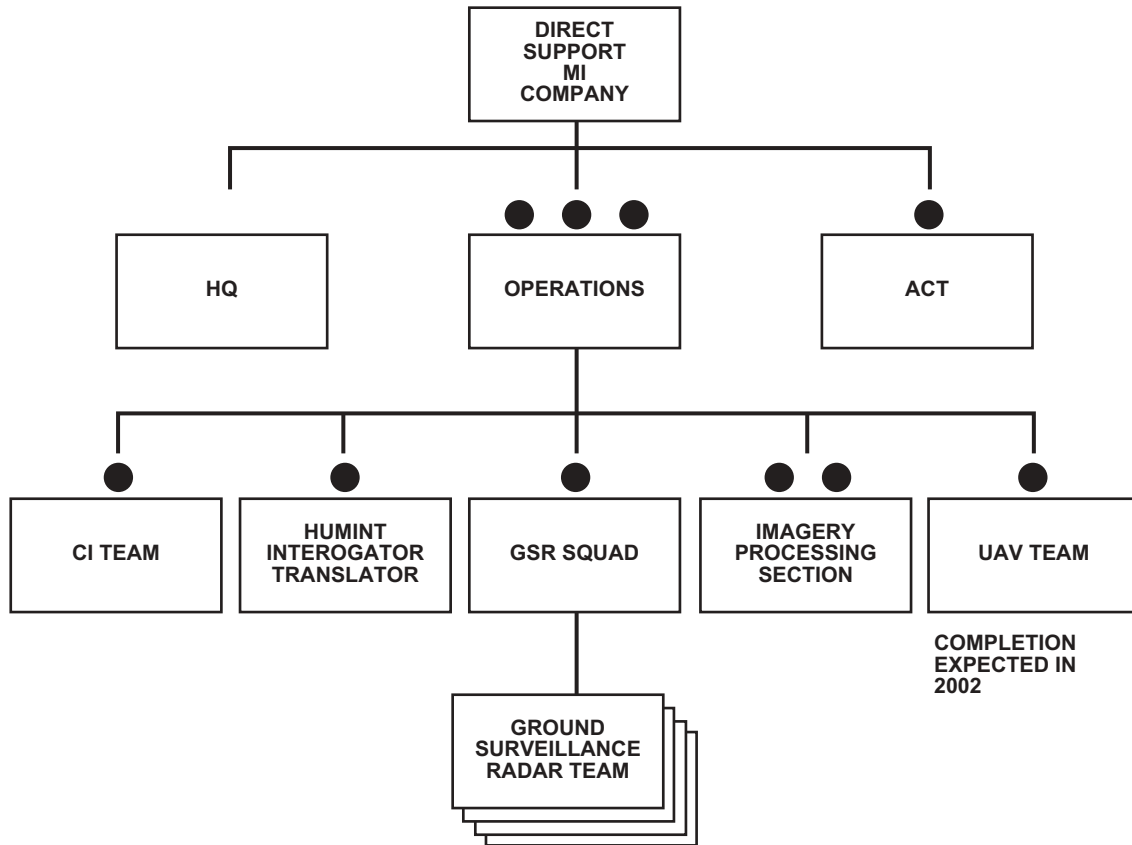 DIRECT
SUPPORT
MI
COMPANY
HQ
OPERATIONS
ACT
CI TEAM
HUMINT
INTEROGATOR
TRANSLATOR
GSR SQUAD
IMAGERY
PROCESSING
SECTION
UAV TEAM
COMPLETION
EXPECTED IN
2002
GROUND
SURVEILLANCE
RADAR TEAM